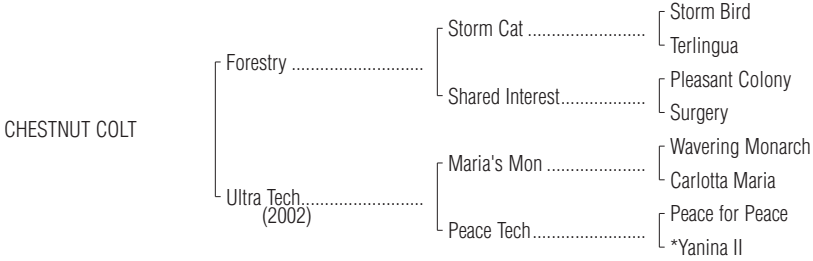 Storm Bird
Storm Cat ........................
Terlingua
Forestry ...........................
Pleasant Colony
Shared Interest..................
Surgery
CHESTNUT COLT
Wavering Monarch
Maria's Mon .....................
Carlotta Maria
Ultra Tech..........................
(2002)
Peace for Peace
Peace Tech........................
*Yanina II